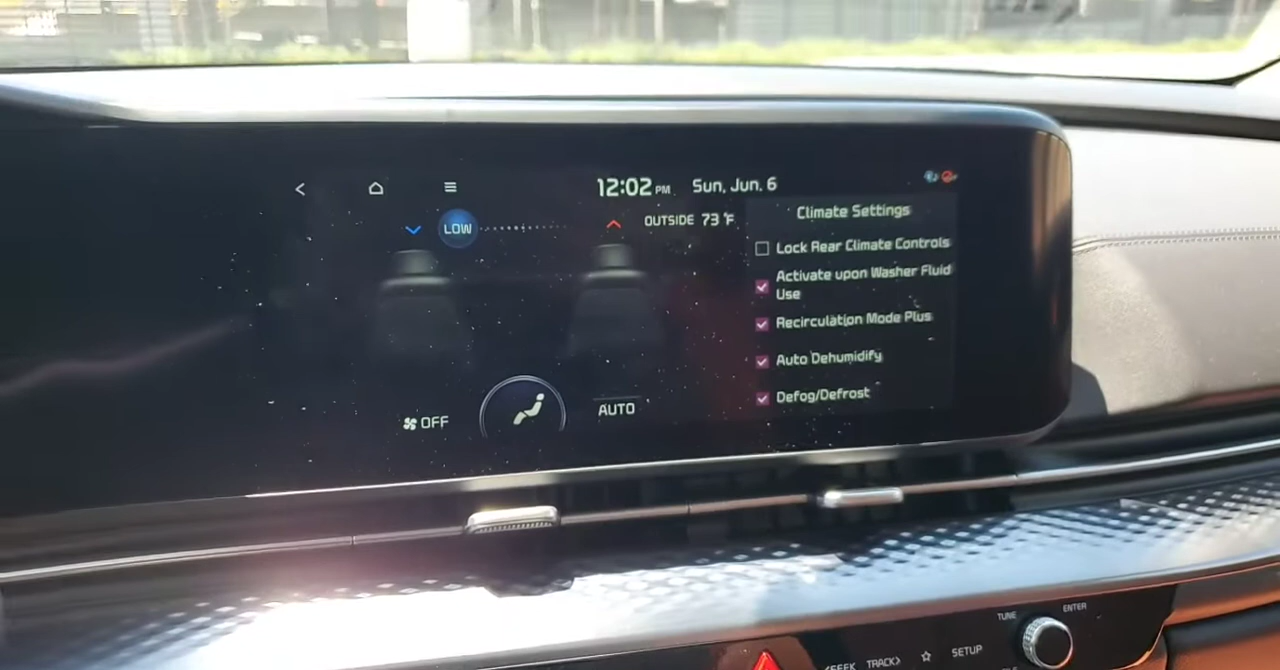 12:02 PM Sun, Jun. 6
LOW
OUTSIDE 73 °F
Climate Settings
Lock Rear Climate Controls
Activate upon Washer Fluid
Use
Recirculation Mode Plus
Auto Dehumidify
Defog/Defrost
OFF
AUTO
TUNE
ENTER
TRACK
SETUP